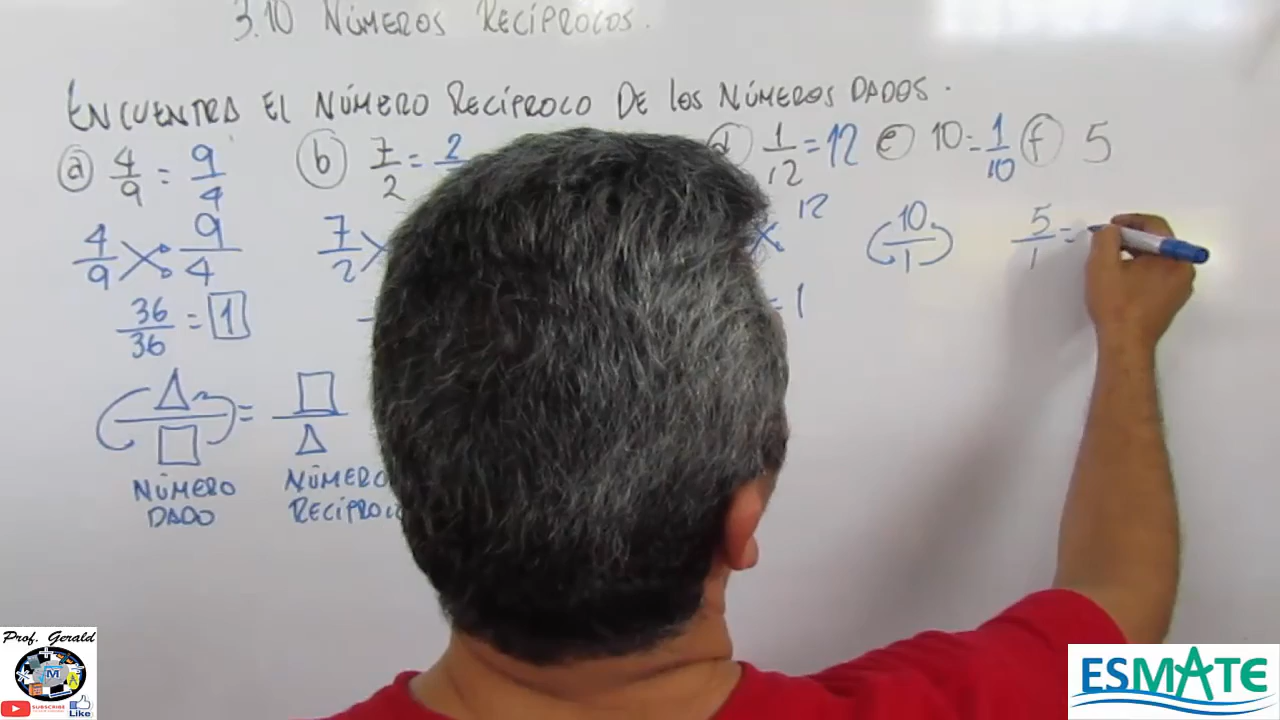 3.10 NÚMEROS RECÍPROCOS.
ENCUENTRA EL NÚMERO RECÍPROCO DE LOS NÚMEROS DADOS.
ⓐ 4/9 = 9/4 ⓑ 7/2 = 2 ⓓ 1/12 = 12 ⓔ 10 = 1/10 ⓕ 5
4/9 9/4 7/2 12 10/1 5/1 =
36/36 = 1 = 1
△/□ = □/△
NÚMERO DADO
NÚMERO RECÍPROCO
Prof. Gerald
M
Like
ESMATE